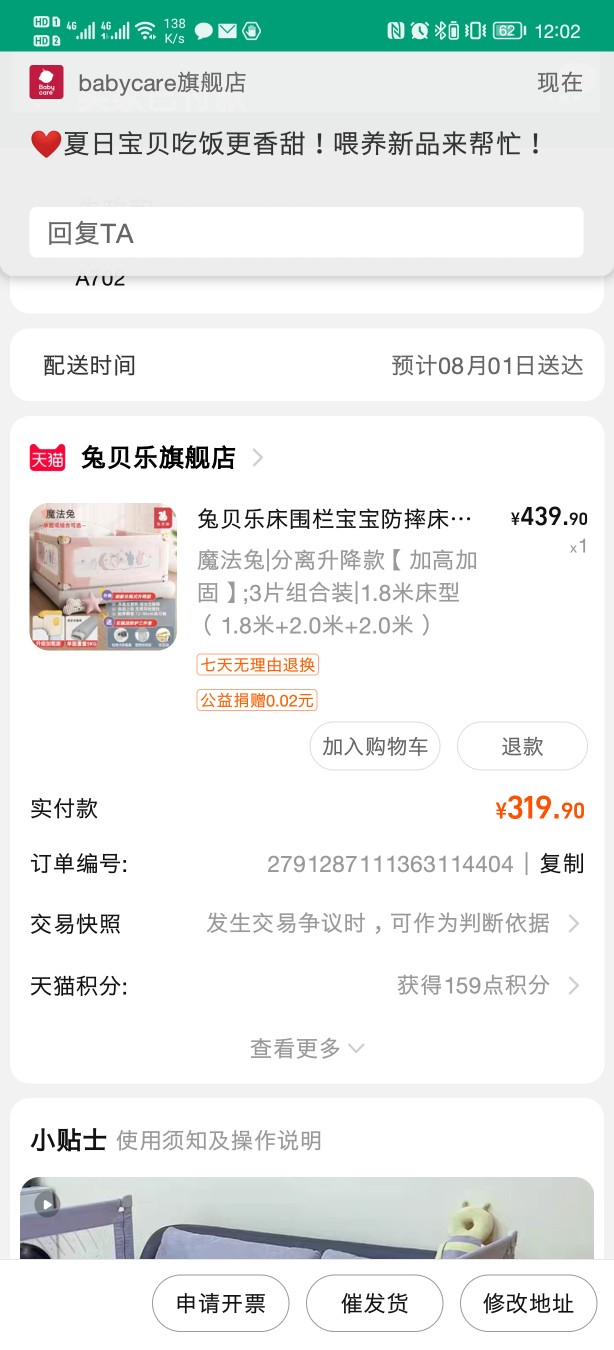 HD 1 4G 4G 138 K/s 62 12:02
HD 2
babycare旗舰店 现在
❤️夏日宝贝吃饭更香甜！喂养新品来帮忙！
回复TA
A702
配送时间 预计08月01日送达
天猫 兔贝乐旗舰店
魔法兔
兔贝乐床围栏宝宝防摔床… ¥439.90
x1
魔法兔|分离升降款【 加高加
固 】;3片组合装|1.8米床型
（ 1.8米+2.0米+2.0米 ）
七天无理由退换
公益捐赠0.02元
加入购物车 退款
实付款 ¥319.90
订单编号: 2791287111363114404 | 复制
交易快照 发生交易争议时，可作为判断依据
天猫积分: 获得159点积分
查看更多
小贴士 使用须知及操作说明
申请开票 催发货 修改地址